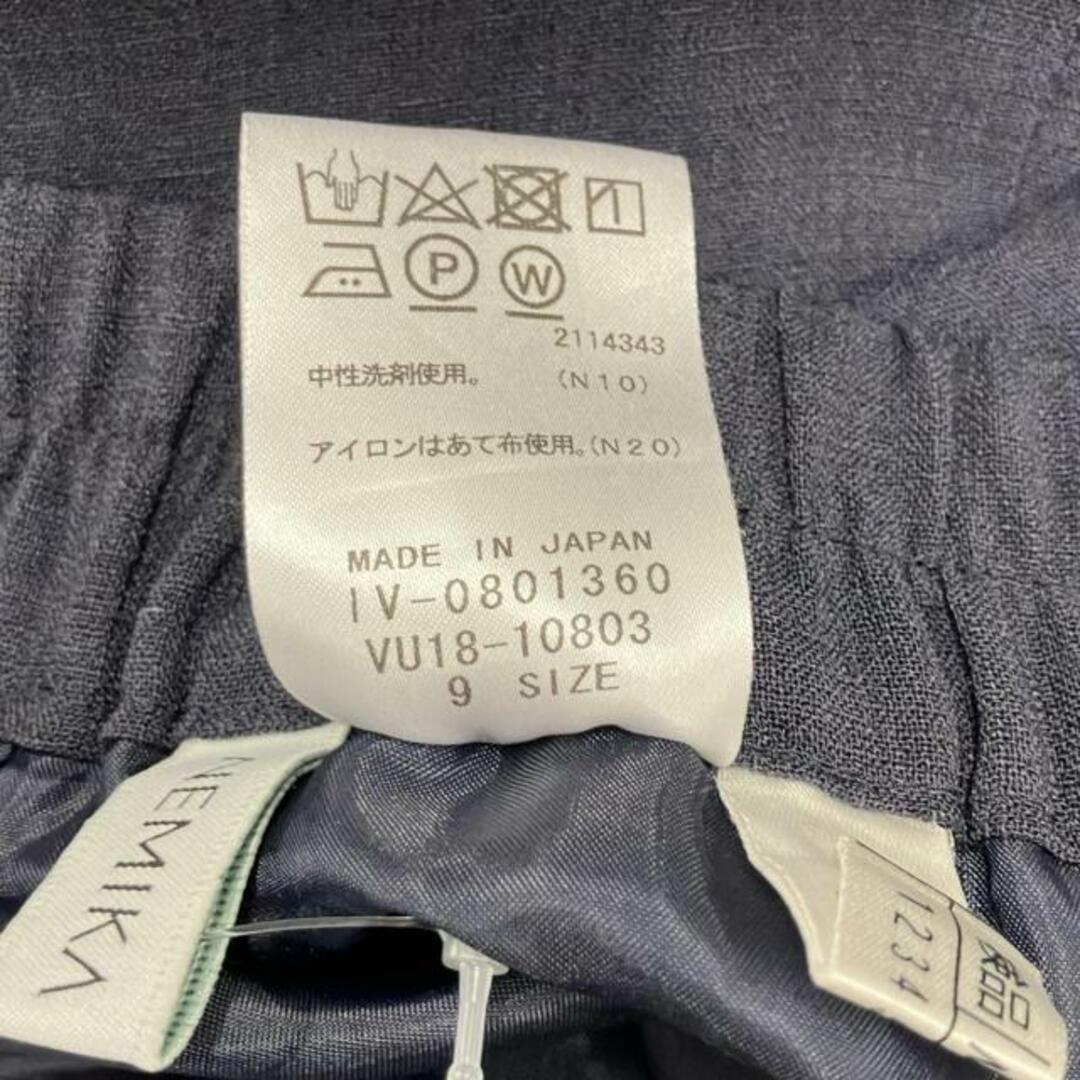 P W
2114343
中性洗剤使用。 (N10)
アイロンはあて布使用。(N20)
MADE IN JAPAN
IV-0801360
VU18-10803
9 SIZE
NEMIKA
1234